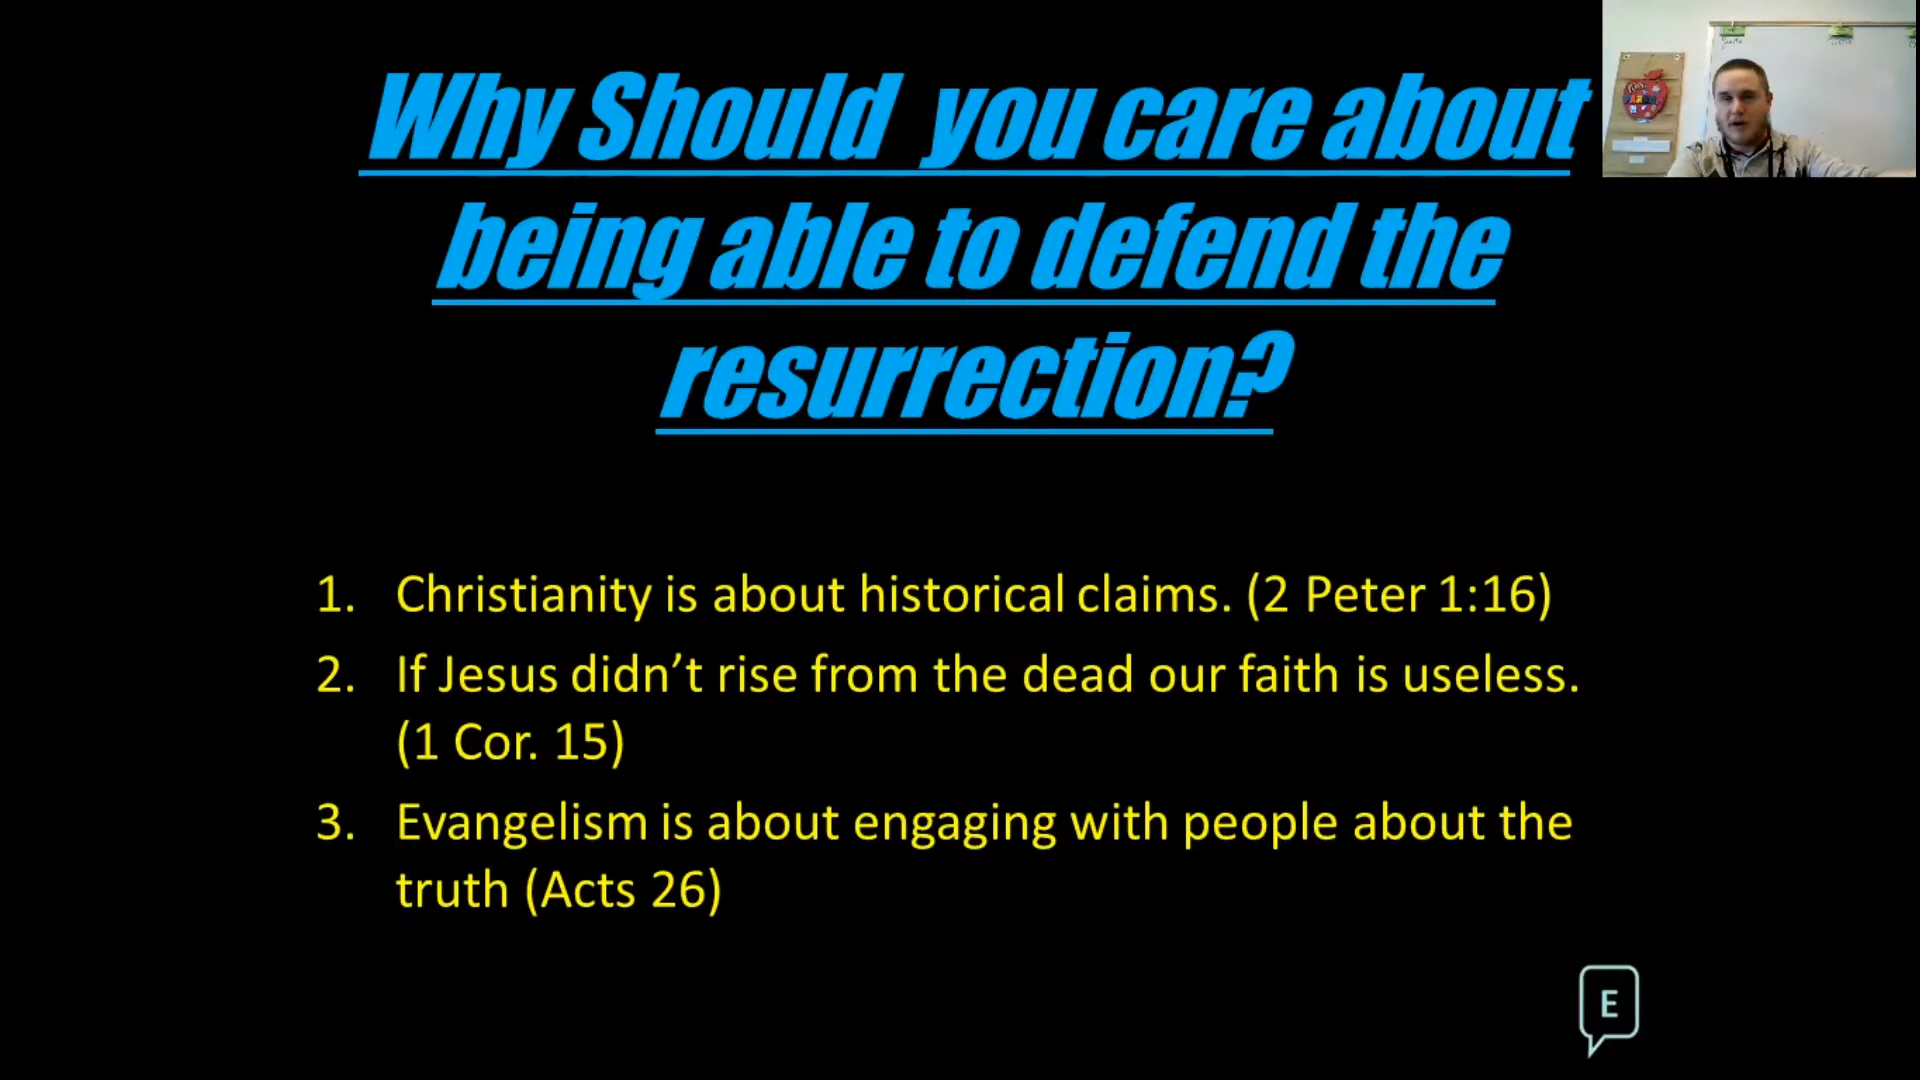 Why Should you care about
being able to defend the
resurrection?
1. Christianity is about historical claims. (2 Peter 1:16)
2. If Jesus didn’t rise from the dead our faith is useless.
(1 Cor. 15)
3. Evangelism is about engaging with people about the
truth (Acts 26)
E